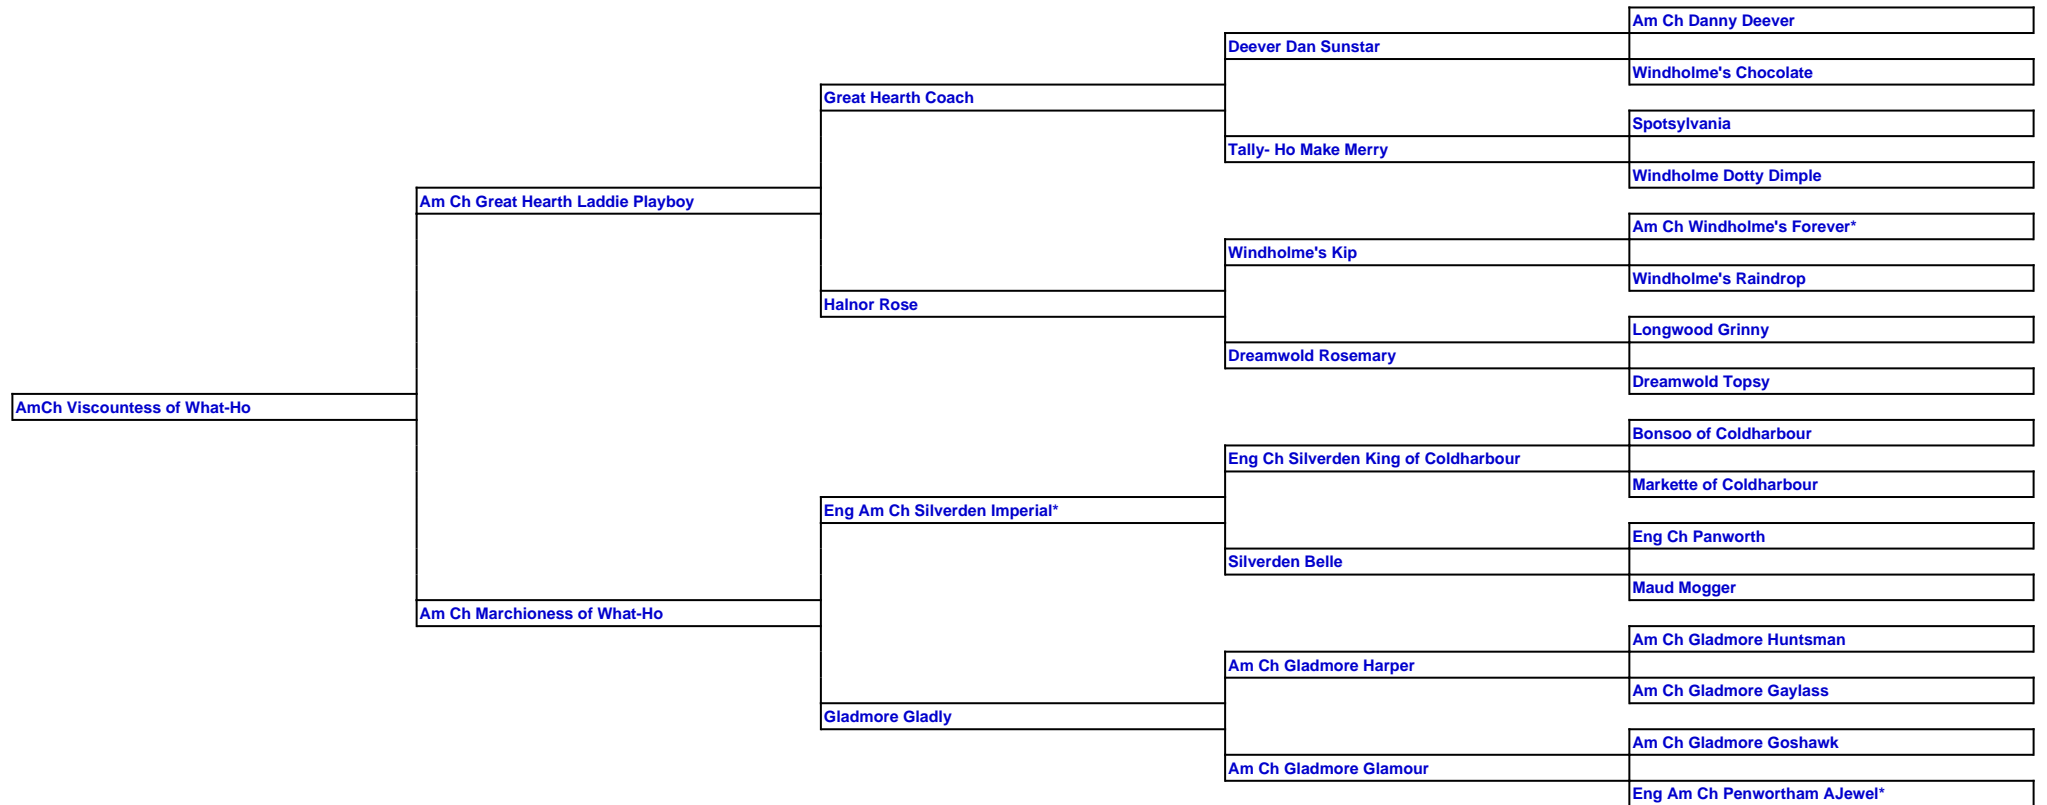 Am Ch Danny Deever
Deever Dan Sunstar
Windholme's Chocolate
Great Hearth Coach
Spotsylvania
Tally- Ho Make Merry
Windholme Dotty Dimple
Am Ch Great Hearth Laddie Playboy
Am Ch Windholme's Forever*
Windholme's Kip
Windholme's Raindrop
Halnor Rose
Longwood Grinny
Dreamwold Rosemary
Dreamwold Topsy
AmCh Viscountess of What-Ho
Bonsoo of Coldharbour
Eng Ch Silverden King of Coldharbour
Markette of Coldharbour
Eng Am Ch Silverden Imperial*
Eng Ch Panworth
Silverden Belle
Maud Mogger
Am Ch Marchioness of What-Ho
Am Ch Gladmore Huntsman
Am Ch Gladmore Harper
Am Ch Gladmore Gaylass
Gladmore Gladly
Am Ch Gladmore Goshawk
Am Ch Gladmore Glamour
Eng Am Ch Penwortham AJewel*